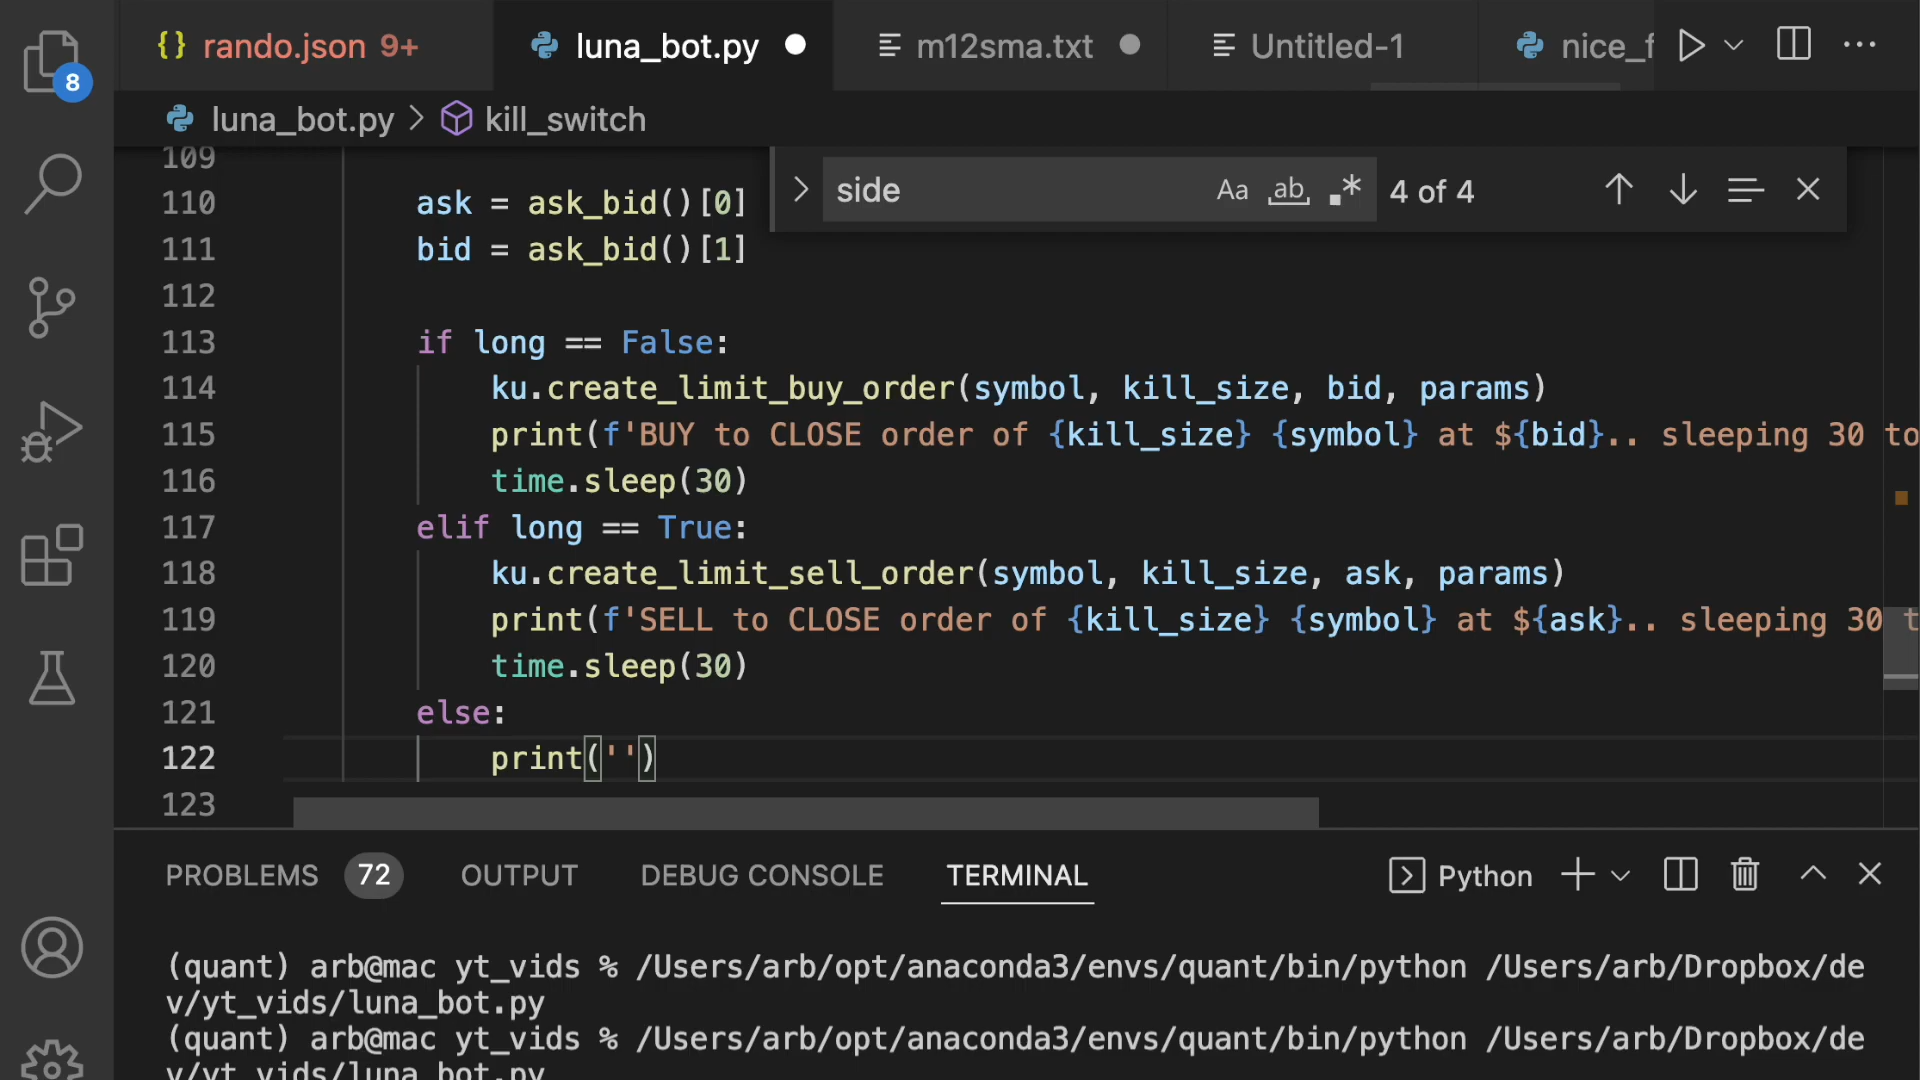 {} rando.json 9+ luna_bot.py m12sma.txt Untitled-1 nice_f
8
luna_bot.py > kill_switch
side Aa ab .* 4 of 4
109
110 ask = ask_bid()[0]
111 bid = ask_bid()[1]
112
113 if long == False:
114 ku.create_limit_buy_order(symbol, kill_size, bid, params)
115 print(f'BUY to CLOSE order of {kill_size} {symbol} at ${bid}.. sleeping 30 to
116 time.sleep(30)
117 elif long == True:
118 ku.create_limit_sell_order(symbol, kill_size, ask, params)
119 print(f'SELL to CLOSE order of {kill_size} {symbol} at ${ask}.. sleeping 30 t
120 time.sleep(30)
121 else:
122 print('')
123
PROBLEMS 72 OUTPUT DEBUG CONSOLE TERMINAL Python
(quant) arb@mac yt_vids % /Users/arb/opt/anaconda3/envs/quant/bin/python /Users/arb/Dropbox/de
v/yt_vids/luna_bot.py
(quant) arb@mac yt_vids % /Users/arb/opt/anaconda3/envs/quant/bin/python /Users/arb/Dropbox/de
v/yt_vids/luna_bot.py